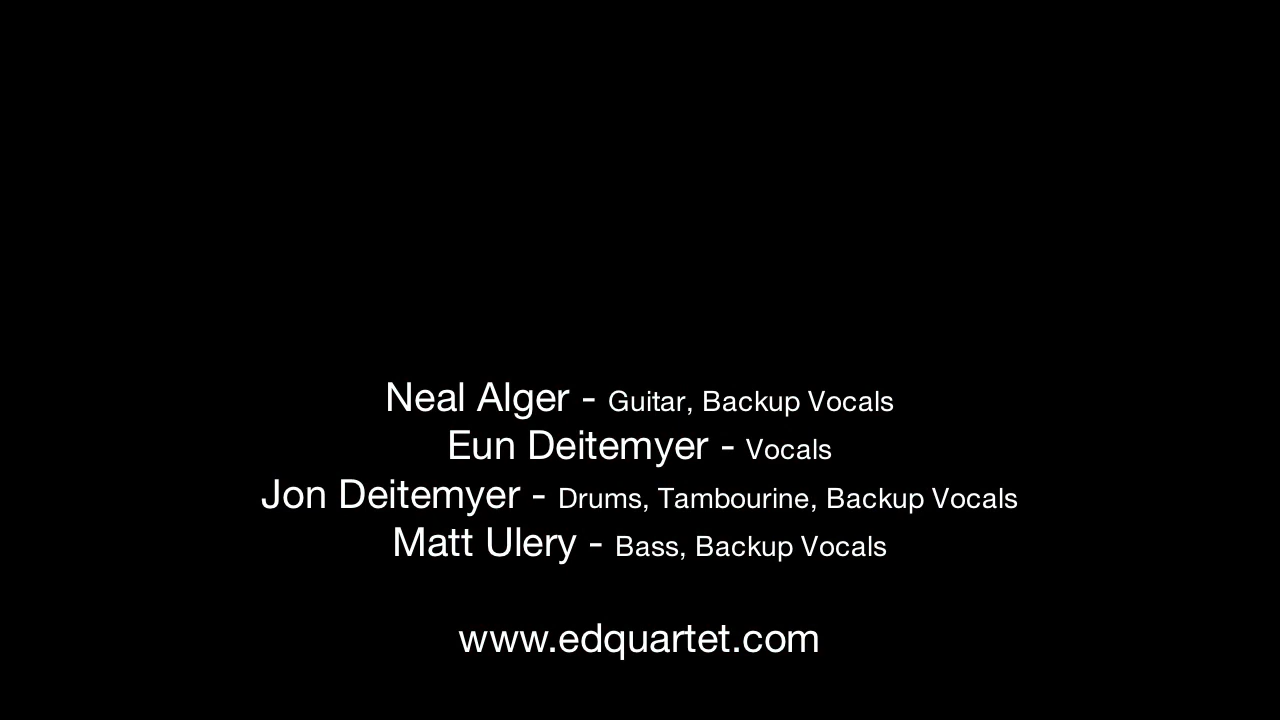 Neal Alger - Guitar, Backup Vocals
Eun Deitemyer - Vocals
Jon Deitemyer - Drums, Tambourine, Backup Vocals
Matt Ulery - Bass, Backup Vocals
www.edquartet.com